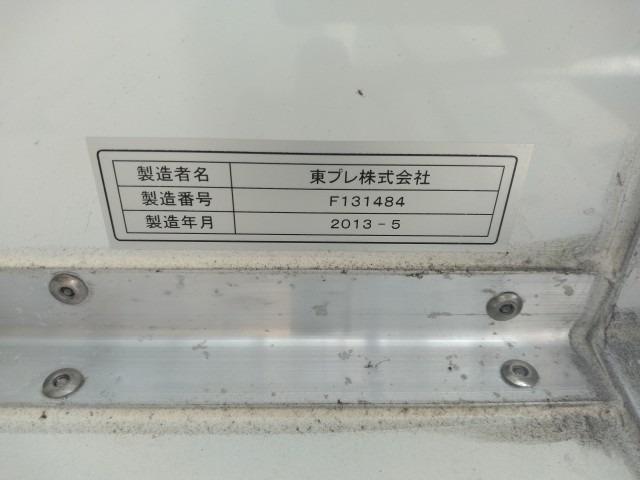 製造者名 東プレ株式会社
製造番号 F131484
製造年月 2013-5